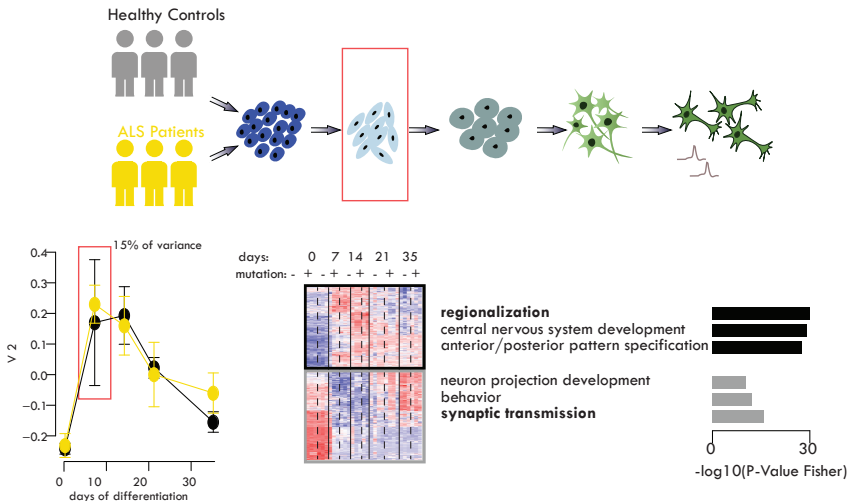 Healthy Controls
ALS Patients
15% of variance
0.4
0.3
0.2
0.1
0.0
−0.1
−0.2
V 2
0 10 20 30
days of differentiation
days: 0 7 14 21 35
mutation: - + - + - + - + - +
regionalization
central nervous system development
anterior/posterior pattern specification
neuron projection development
behavior
synaptic transmission
0 30
-log10(P-Value Fisher)